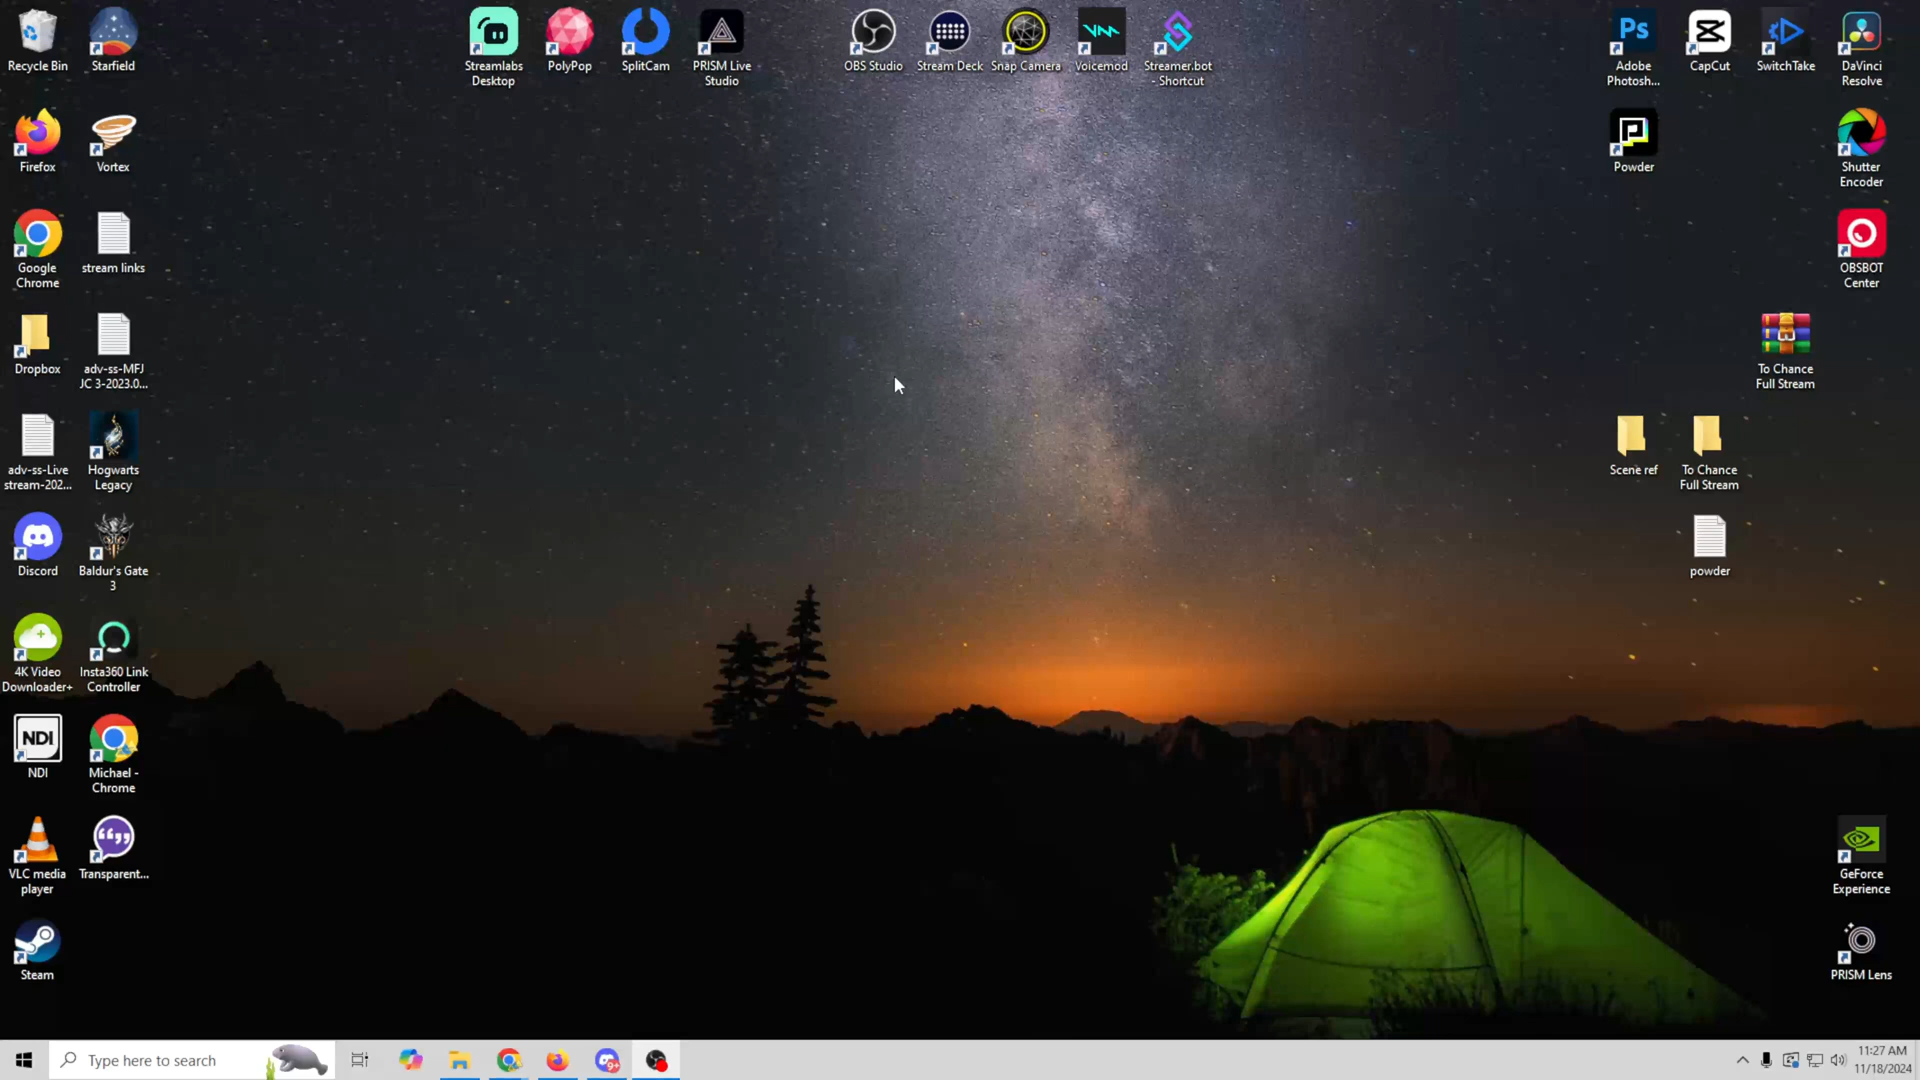 Recycle Bin
Starfield
Streamlabs
Desktop
PolyPop
SplitCam
PRISM Live
Studio
OBS Studio
Stream Deck
Snap Camera
Voicemod
Streamer.bot
- Shortcut
Ps
Adobe
Photosh...
CapCut
SwitchTake
DaVinci
Resolve
Firefox
Vortex
Powder
Shutter
Encoder
Google
Chrome
stream links
OBSBOT
Center
Dropbox
adv-ss-MFJ
JC 3-2023.0...
To Chance
Full Stream
adv-ss-Live
stream-202...
Hogwarts
Legacy
Scene ref
To Chance
Full Stream
Discord
Baldur's Gate
3
powder
4K Video
Downloader+
Insta360 Link
Controller
NDI
NDI
Michael -
Chrome
VLC media
player
Transparent...
GeForce
Experience
Steam
PRISM Lens
Type here to search
9+
11:27 AM
11/18/2024